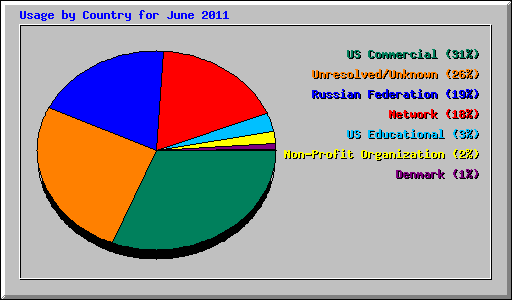 Usage by Country for June 2011
US Commercial (31%)
Unresolved/Unknown (26%)
Russian Federation (19%)
Network (18%)
US Educational (3%)
Non-Profit Organization (2%)
Denmark (1%)